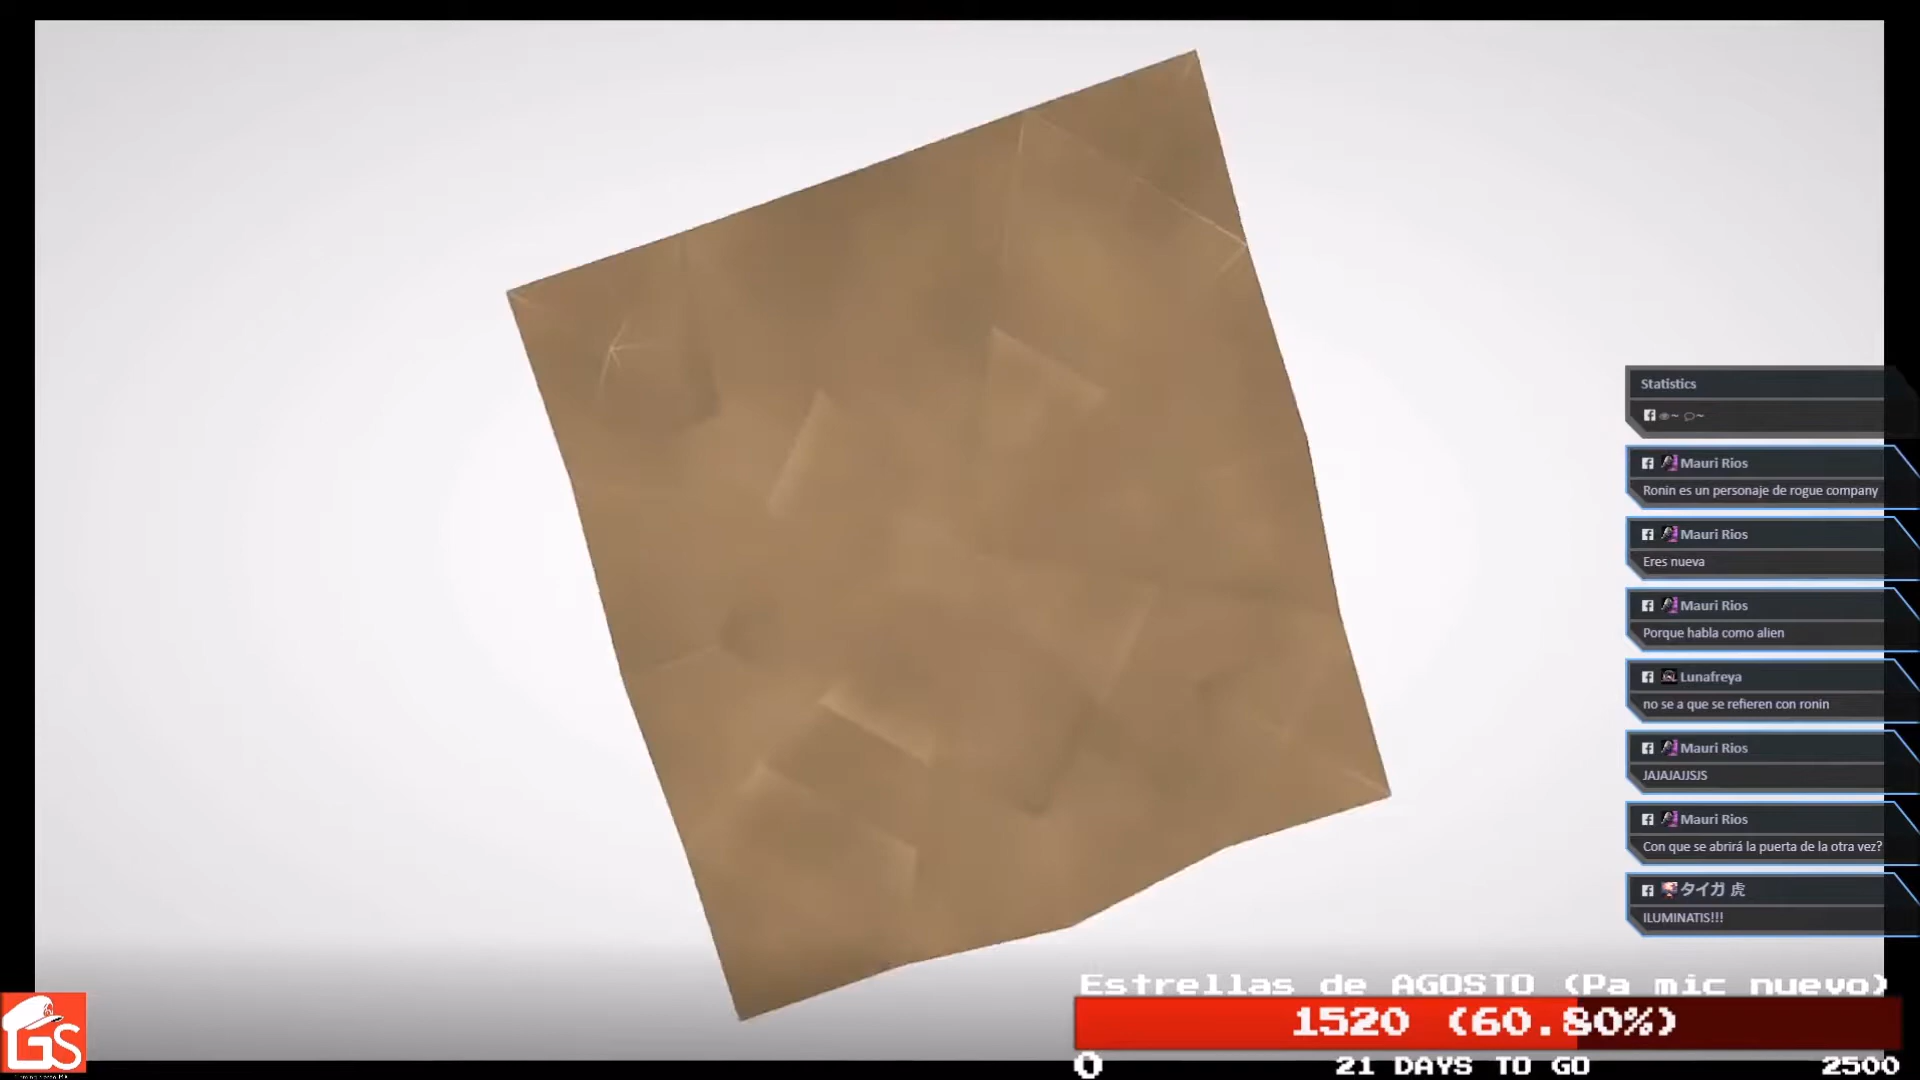 Statistics
Mauri Rios
Ronin es un personaje de rogue company
Mauri Rios
Eres nueva
Mauri Rios
Porque habla como alien
Lunafreya
no se a que se refieren con ronin
Mauri Rios
JAJAJAJJSJS
Mauri Rios
Con que se abrirá la puerta de la otra vez?
タイガ 虎
ILUMINATIS!!!
Estrellas de AGOSTO (Pa mic nuevo)
1520 (60.80%)
0 21 DAYS TO GO 2500
GS